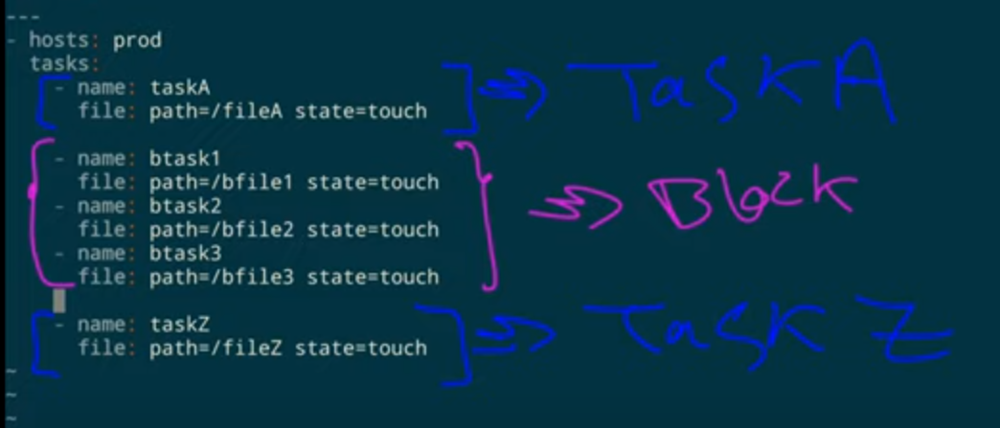 ---
- hosts: prod
tasks:
- name: taskA
file: path=/fileA state=touch
TASKA
- name: btask1
file: path=/bfile1 state=touch
- name: btask2
file: path=/bfile2 state=touch
- name: btask3
file: path=/bfile3 state=touch
Block
- name: taskZ
file: path=/fileZ state=touch
TASK Z
~
~
~